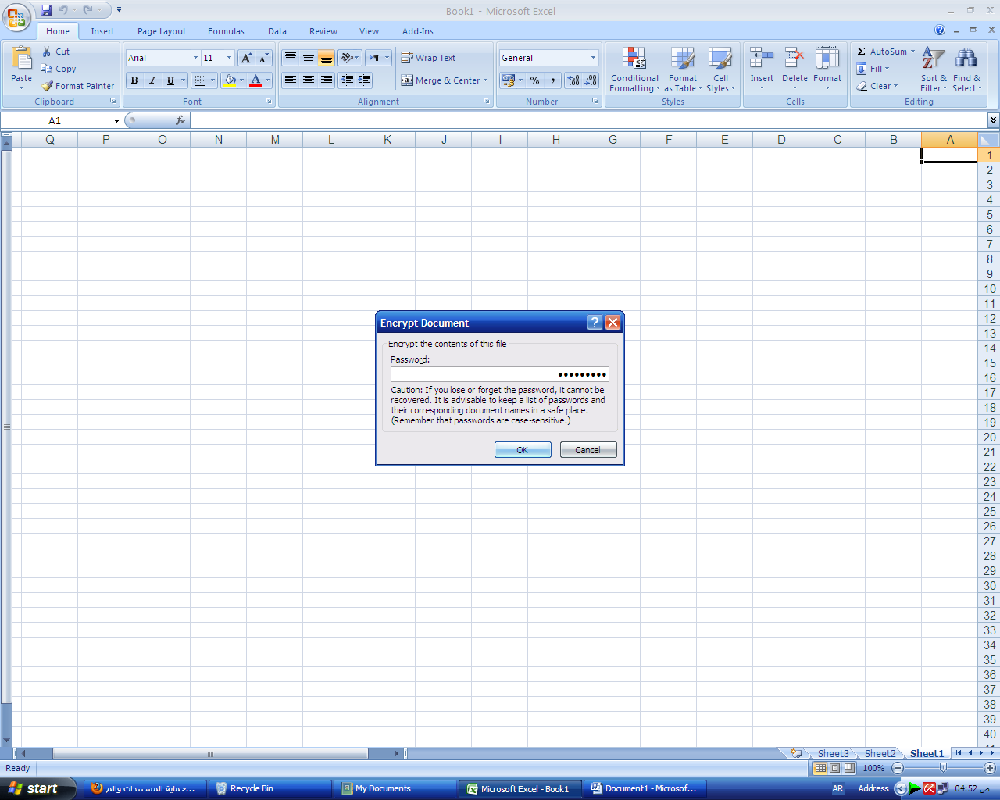 Book1 - Microsoft Excel
Home Insert Page Layout Formulas Data Review View Add-Ins
Paste Cut Copy Format Painter Clipboard
Arial 11 B I U A A A Font
Wrap Text Merge & Center Alignment
General % , .00 .0 Number
Conditional Formatting Format as Table Cell Styles Styles
Insert Delete Format Cells
Σ AutoSum Fill Clear Sort & Filter Find & Select Editing
A1 fx
Q P O N M L K J I H G F E D C B A
1
2
3
4
5
6
7
8
9
10
11
12
13
14
15
16
17
18
19
20
21
22
23
24
25
26
27
28
29
30
31
32
33
34
35
36
37
38
39
40
Encrypt Document
Encrypt the contents of this file
Password:
•••••••••
Caution: If you lose or forget the password, it cannot be
recovered. It is advisable to keep a list of passwords and
their corresponding document names in a safe place.
(Remember that passwords are case-sensitive.)
OK Cancel
Sheet3 Sheet2 Sheet1
Ready 100%
start حماية المستندات والم... Recycle Bin My Documents Microsoft Excel - Book1 Document1 - Microsof... AR Address 04:52 ص